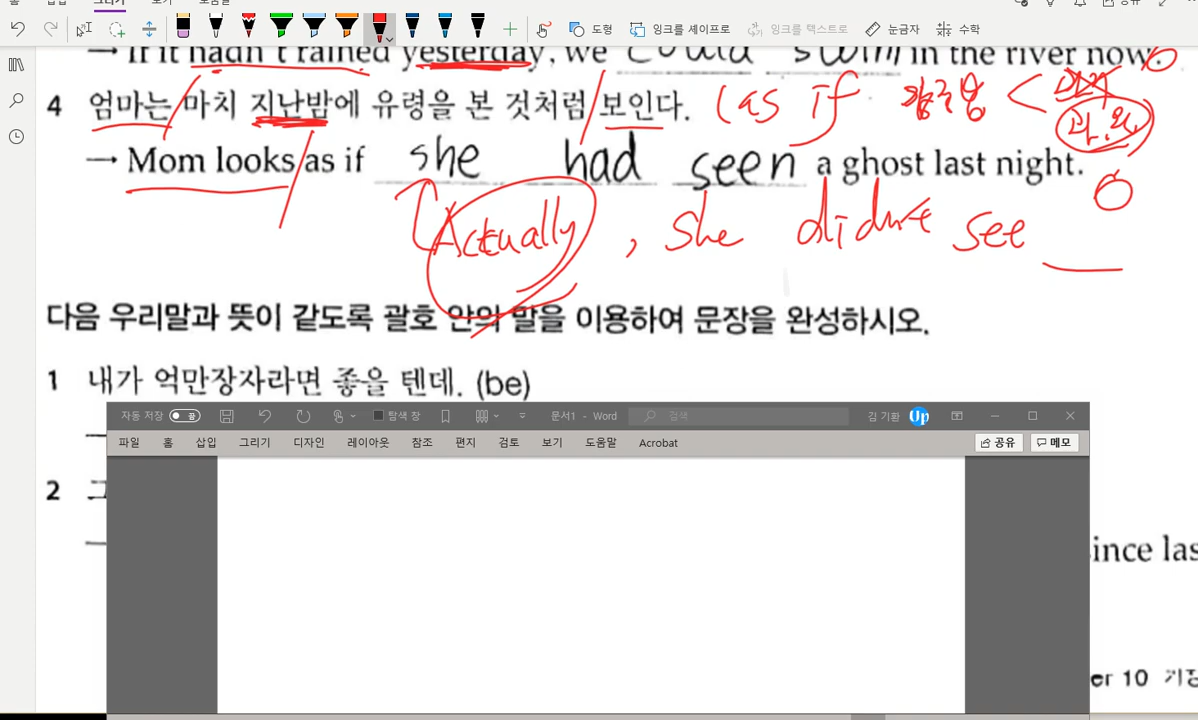 → If it hadn't rained yesterday, we could swim in the river now.
4 엄마는 마치 지난밤에 유령을 본 것처럼 보인다. (as if
→ Mom looks as if she had seen a ghost last night.
Actually, she didn't see
다음 우리말과 뜻이 같도록 괄호 안의 말을 이용하여 문장을 완성하시오.
1 내가 억만장자라면 좋을 텐데. (be)
2 그
ince las
er 10
잉크를 셰이프로
도형
잉크를 텍스트로
눈금자
수학
자동 저장
끔
탐색 창
문서1 - Word
검색
김 기환
Up
파일 홈 삽입 그리기 디자인 레이아웃 참조 편지 검토 보기 도움말 Acrobat
공유
메모